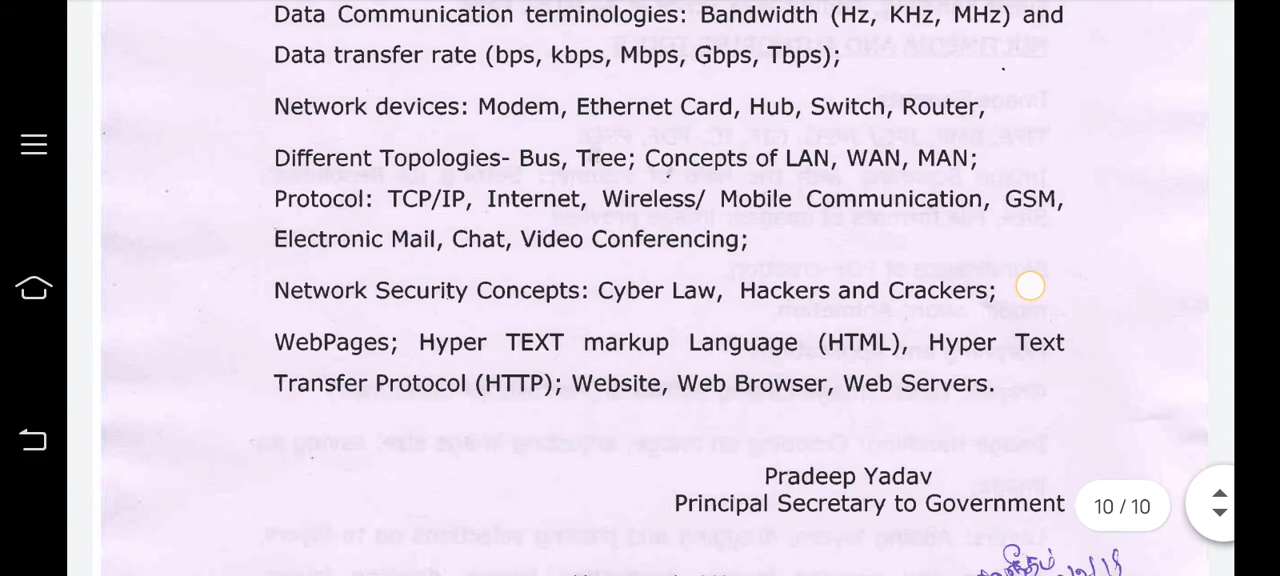 Data Communication terminologies: Bandwidth (Hz, KHz, MHz) and
Data transfer rate (bps, kbps, Mbps, Gbps, Tbps);
Network devices: Modem, Ethernet Card, Hub, Switch, Router,
Different Topologies- Bus, Tree; Concepts of LAN, WAN, MAN;
Protocol: TCP/IP, Internet, Wireless/ Mobile Communication, GSM,
Electronic Mail, Chat, Video Conferencing;
Network Security Concepts: Cyber Law, Hackers and Crackers;
WebPages; Hyper TEXT markup Language (HTML), Hyper Text
Transfer Protocol (HTTP); Website, Web Browser, Web Servers.
Pradeep Yadav
Principal Secretary to Government
10 / 10